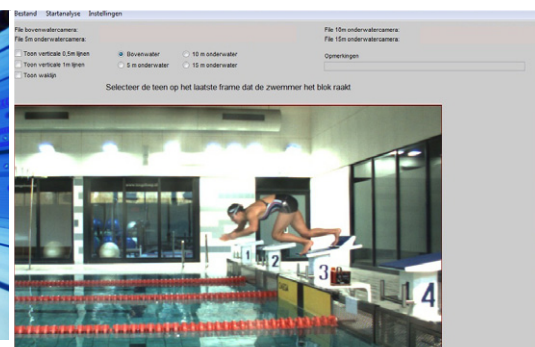 Bestand Startanalyse Instellingen
File bovenwatercamera:
File 5m onderwatercamera:
File 10m onderwatercamera:
File 15m onderwatercamera:
Toon verticale 0,5m lijnen
Toon verticale 1m lijnen
Toon waklijn
Bovenwater
10 m onderwater
5 m onderwater
15 m onderwater
Opmerkingen
Selecteer de teen op het laatste frame dat de zwemmer het blok raakt
1
2
3
4